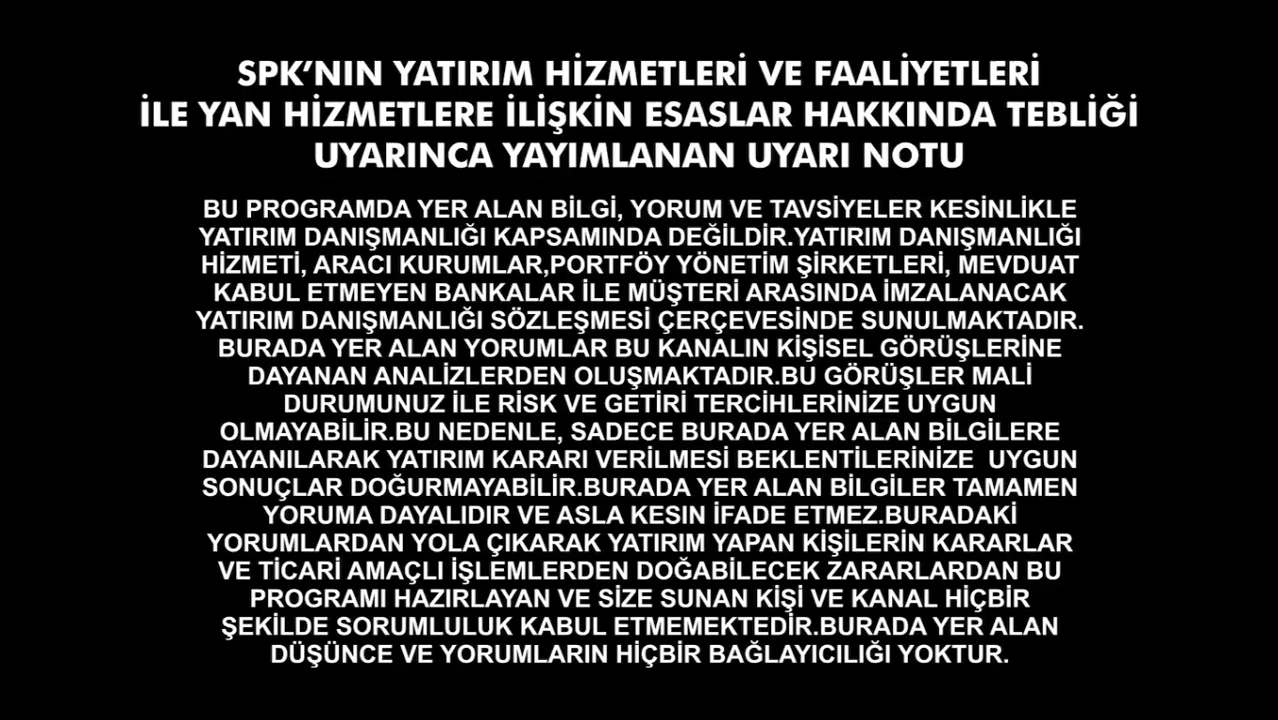 SPK’NIN YATIRIM HİZMETLERİ VE FAALİYETLERİ
İLE YAN HİZMETLERE İLİŞKİN ESASLAR HAKKINDA TEBLİĞİ
UYARINCA YAYIMLANAN UYARI NOTU
BU PROGRAMDA YER ALAN BİLGİ, YORUM VE TAVSİYELER KESİNLİKLE
YATIRIM DANIŞMANLIĞI KAPSAMINDA DEĞİLDİR.YATIRIM DANIŞMANLIĞI
HİZMETİ, ARACI KURUMLAR,PORTFÖY YÖNETİM ŞİRKETLERİ, MEVDUAT
KABUL ETMEYEN BANKALAR İLE MÜŞTERİ ARASINDA İMZALANACAK
YATIRIM DANIŞMANLIĞI SÖZLEŞMESİ ÇERÇEVESİNDE SUNULMAKTADIR.
BURADA YER ALAN YORUMLAR BU KANALIN KİŞİSEL GÖRÜŞLERİNE
DAYANAN ANALİZLERDEN OLUŞMAKTADIR.BU GÖRÜŞLER MALİ
DURUMUNUZ İLE RİSK VE GETİRİ TERCİHLERİNİZE UYGUN
OLMAYABİLİR.BU NEDENLE, SADECE BURADA YER ALAN BİLGİLERE
DAYANILARAK YATIRIM KARARI VERİLMESİ BEKLENTİLERİNİZE  UYGUN
SONUÇLAR DOĞURMAYABİLİR.BURADA YER ALAN BİLGİLER TAMAMEN
YORUMA DAYALIDIR VE ASLA KESIN İFADE ETMEZ.BURADAKİ
YORUMLARDAN YOLA ÇIKARAK YATIRIM YAPAN KİŞİLERİN KARARLAR
VE TİCARİ AMAÇLI İŞLEMLERDEN DOĞABİLECEK ZARARLARDAN BU
PROGRAMI HAZIRLAYAN VE SİZE SUNAN KİŞİ VE KANAL HİÇBİR
ŞEKİLDE SORUMLULUK KABUL ETMEMEKTEDİR.BURADA YER ALAN
DÜŞÜNCE VE YORUMLARIN HİÇBİR BAĞLAYICILIĞI YOKTUR.